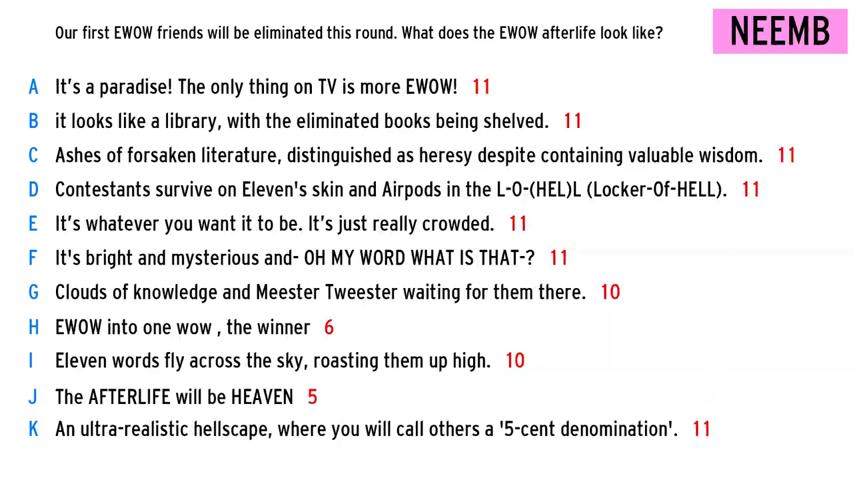 Our first EWOW friends will be eliminated this round. What does the EWOW afterlife look like?
NEEMB
A It's a paradise! The only thing on TV is more EWOW! 11
B it looks like a library, with the eliminated books being shelved. 11
C Ashes of forsaken literature, distinguished as heresy despite containing valuable wisdom. 11
D Contestants survive on Eleven's skin and Airpods in the L-O-(HEL)L (Locker-Of-HELL). 11
E It's whatever you want it to be. It's just really crowded. 11
F It's bright and mysterious and- OH MY WORD WHAT IS THAT-? 11
G Clouds of knowledge and Meester Tweester waiting for them there. 10
H EWOW into one wow , the winner 6
I Eleven words fly across the sky, roasting them up high. 10
J The AFTERLIFE will be HEAVEN 5
K An ultra-realistic hellscape, where you will call others a '5-cent denomination'. 11